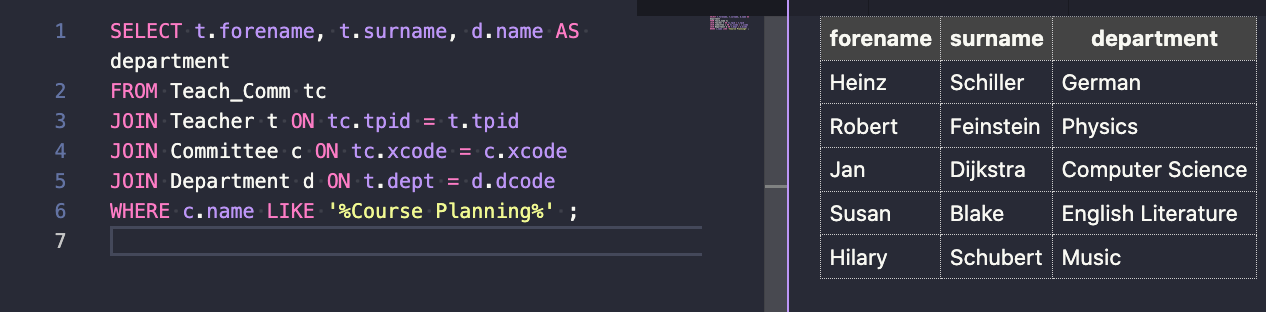 1 SELECT t.forename, t.surname, d.name AS
department
2 FROM Teach_Comm tc
3 JOIN Teacher t ON tc.tpid = t.tpid
4 JOIN Committee c ON tc.xcode = c.xcode
5 JOIN Department d ON t.dept = d.dcode
6 WHERE c.name LIKE '%Course Planning%' ;
7
forename surname department
Heinz Schiller German
Robert Feinstein Physics
Jan Dijkstra Computer Science
Susan Blake English Literature
Hilary Schubert Music